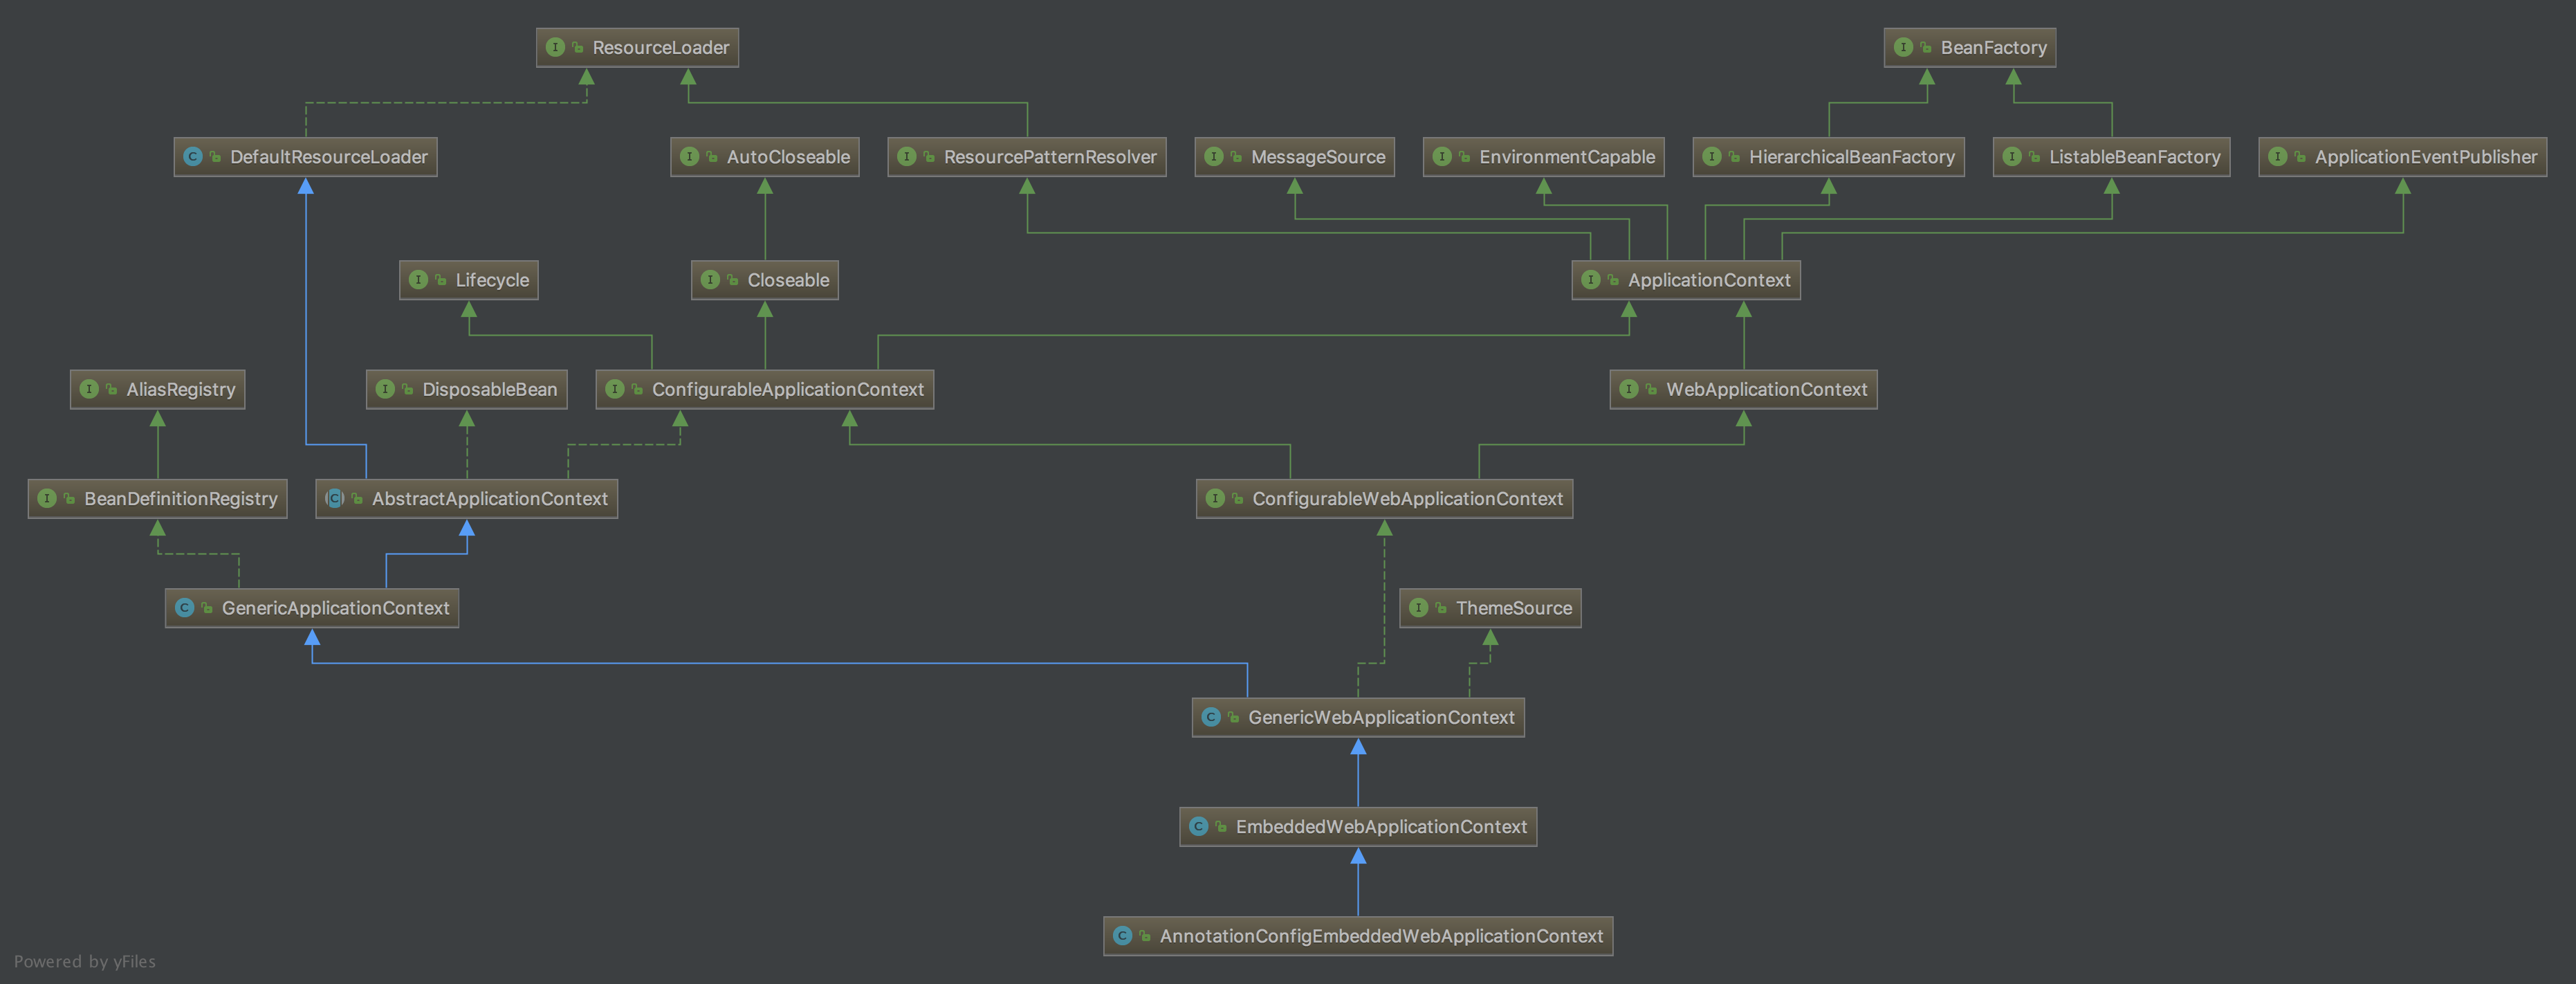 ResourceLoader
BeanFactory
DefaultResourceLoader
AutoCloseable
ResourcePatternResolver
MessageSource
EnvironmentCapable
HierarchicalBeanFactory
ListableBeanFactory
ApplicationEventPublisher
Lifecycle
Closeable
ApplicationContext
AliasRegistry
DisposableBean
ConfigurableApplicationContext
WebApplicationContext
BeanDefinitionRegistry
AbstractApplicationContext
ConfigurableWebApplicationContext
GenericApplicationContext
ThemeSource
GenericWebApplicationContext
EmbeddedWebApplicationContext
AnnotationConfigEmbeddedWebApplicationContext
Powered by yFiles